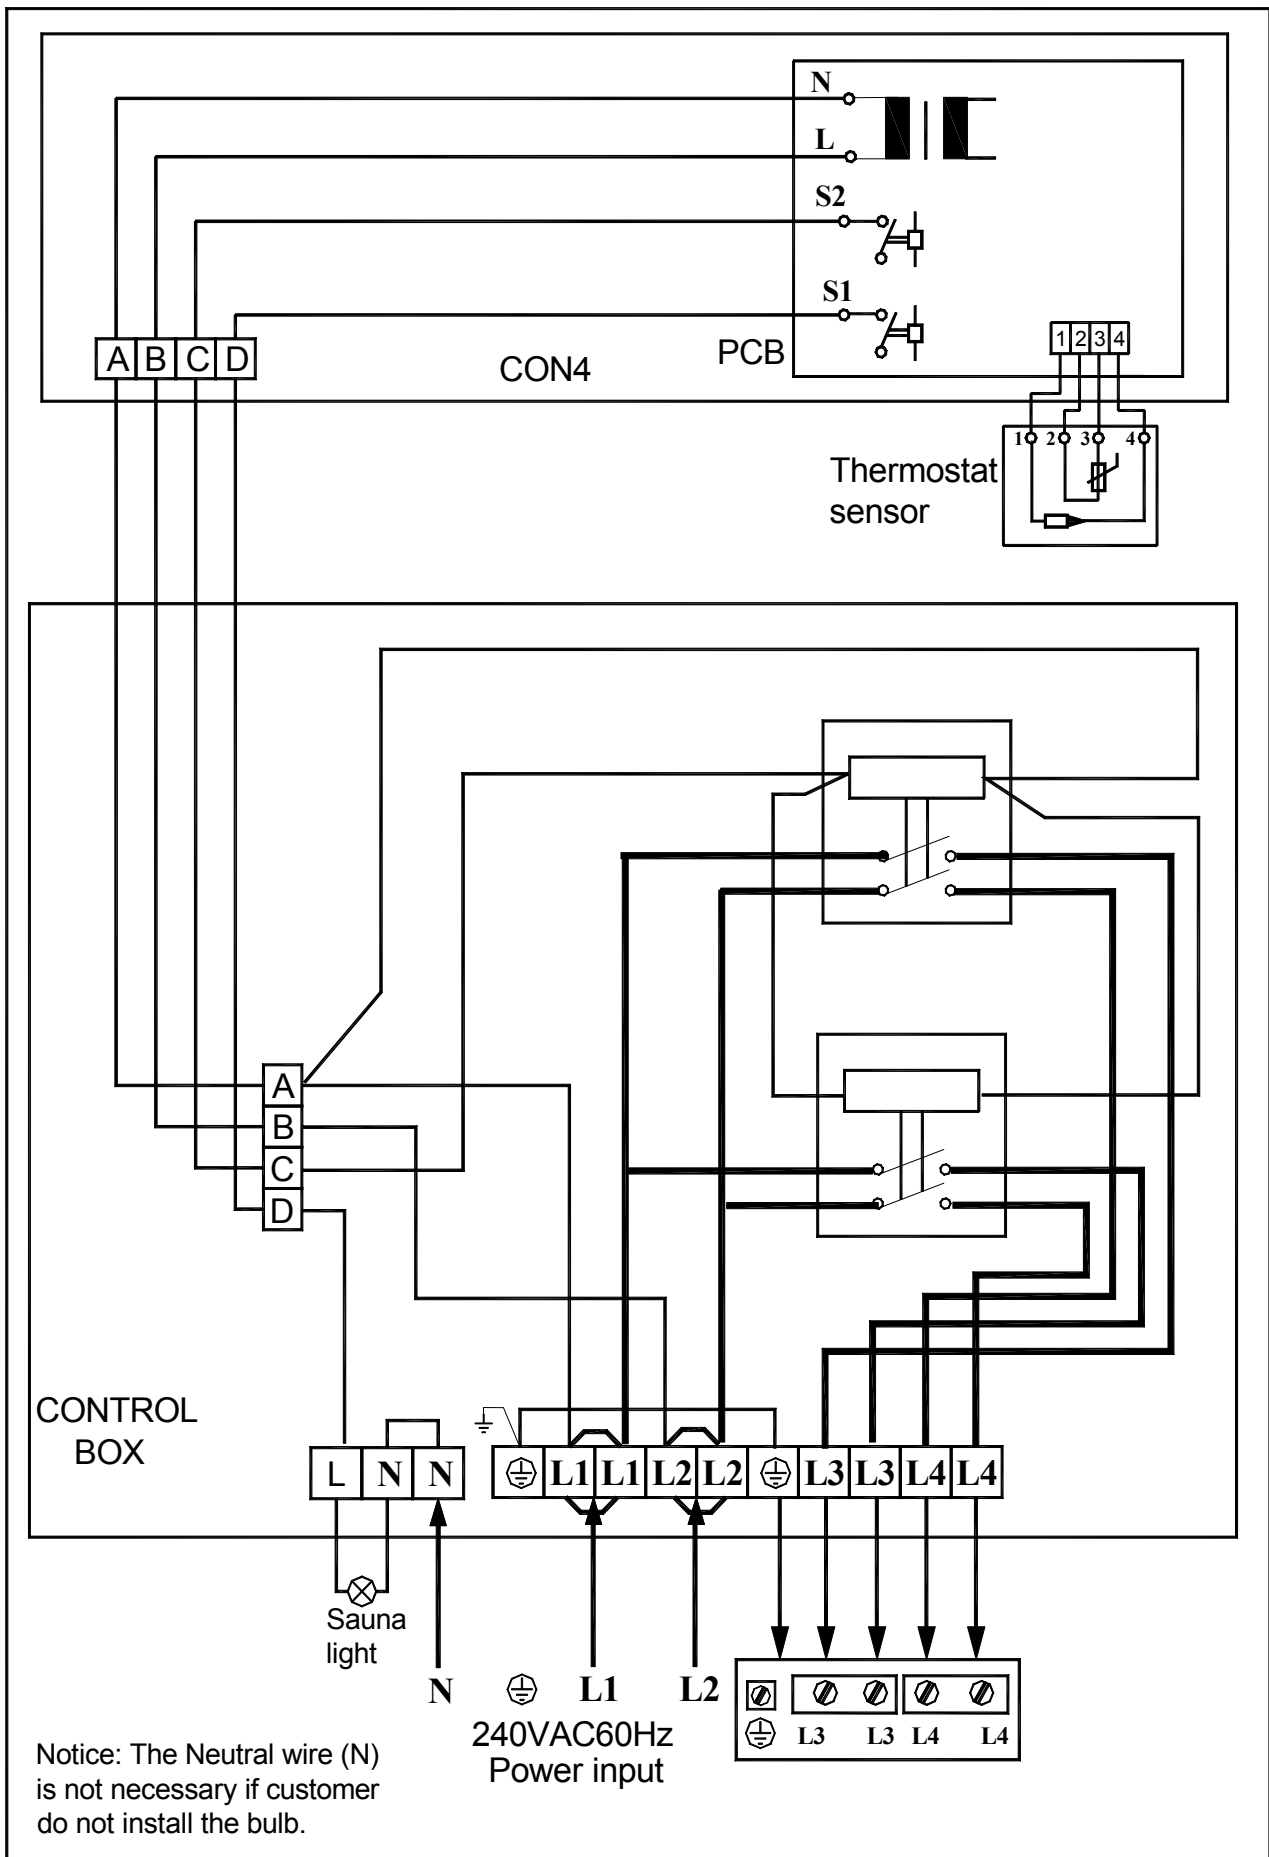 N
L
S2
S1
A B C D
CON4
PCB
1 2 3 4
1 2 3 4
Thermostat
sensor
A
B
C
D
CONTROL
BOX
L N N
L1 L1 L2 L2 L3 L3 L4 L4
Sauna
light
N L1 L2
240VAC60Hz
Power input
L3 L3 L4 L4
Notice: The Neutral wire (N)
is not necessary if customer
do not install the bulb.